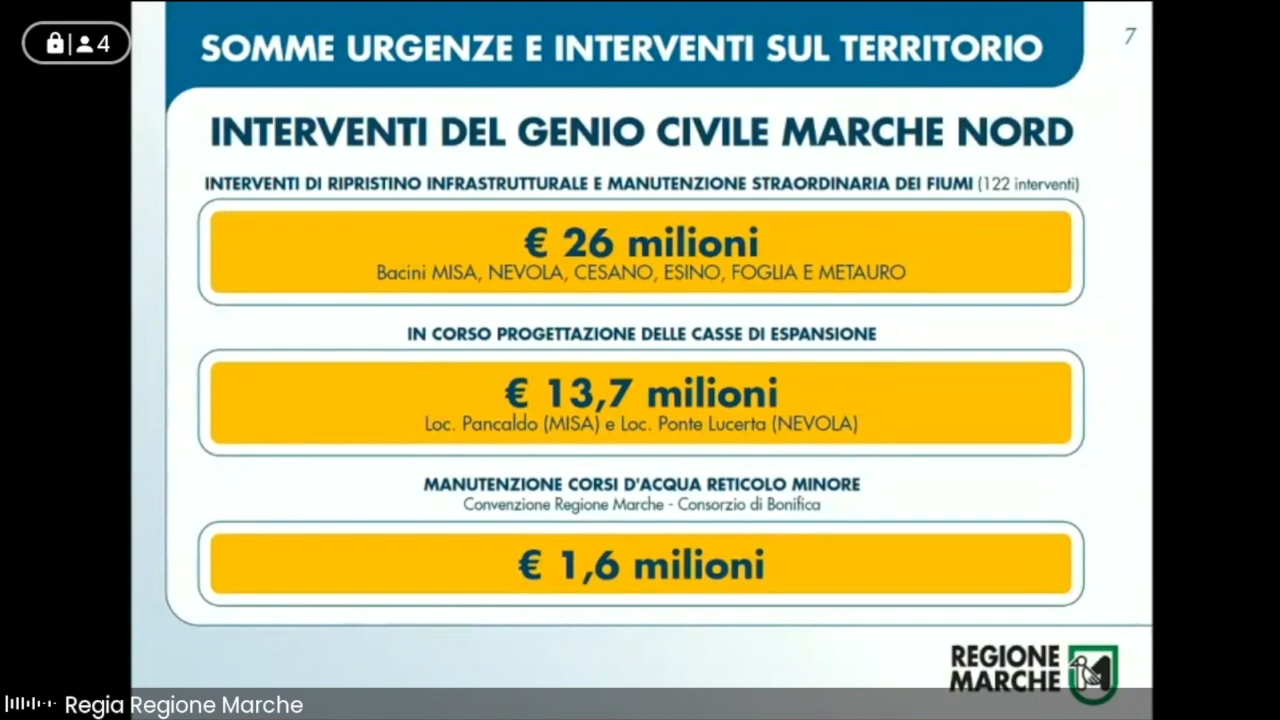 4
SOMME URGENZE E INTERVENTI SUL TERRITORIO
7
INTERVENTI DEL GENIO CIVILE MARCHE NORD
INTERVENTI DI RIPRISTINO INFRASTRUTTURALE E MANUTENZIONE STRAORDINARIA DEI FIUMI (122 interventi)
€ 26 milioni
Bacini MISA, NEVOLA, CESANO, ESINO, FOGLIA E METAURO
IN CORSO PROGETTAZIONE DELLE CASSE DI ESPANSIONE
€ 13,7 milioni
Loc. Pancaldo (MISA) e Loc. Ponte Lucerta (NEVOLA)
MANUTENZIONE CORSI D'ACQUA RETICOLO MINORE
Convenzione Regione Marche - Consorzio di Bonifica
€ 1,6 milioni
REGIONE
MARCHE
Regia Regione Marche